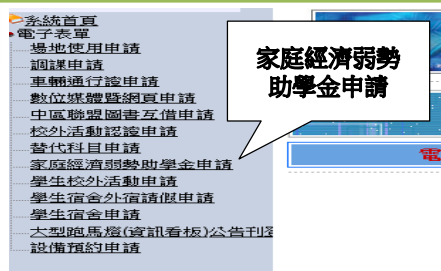 系統首頁
電子表單
場地使用申請
調課申請
車輛通行證申請
數位媒體暨網頁申請
中區聯盟圖書互借申請
校外活動認證申請
替代科目申請
家庭經濟弱勢助學金申請
學生校外活動申請
學生宿舍外宿請假申請
學生宿舍申請
大型跑馬燈(資訊看板)公告刊登
設備預約申請
家庭經濟弱勢
助學金申請
電